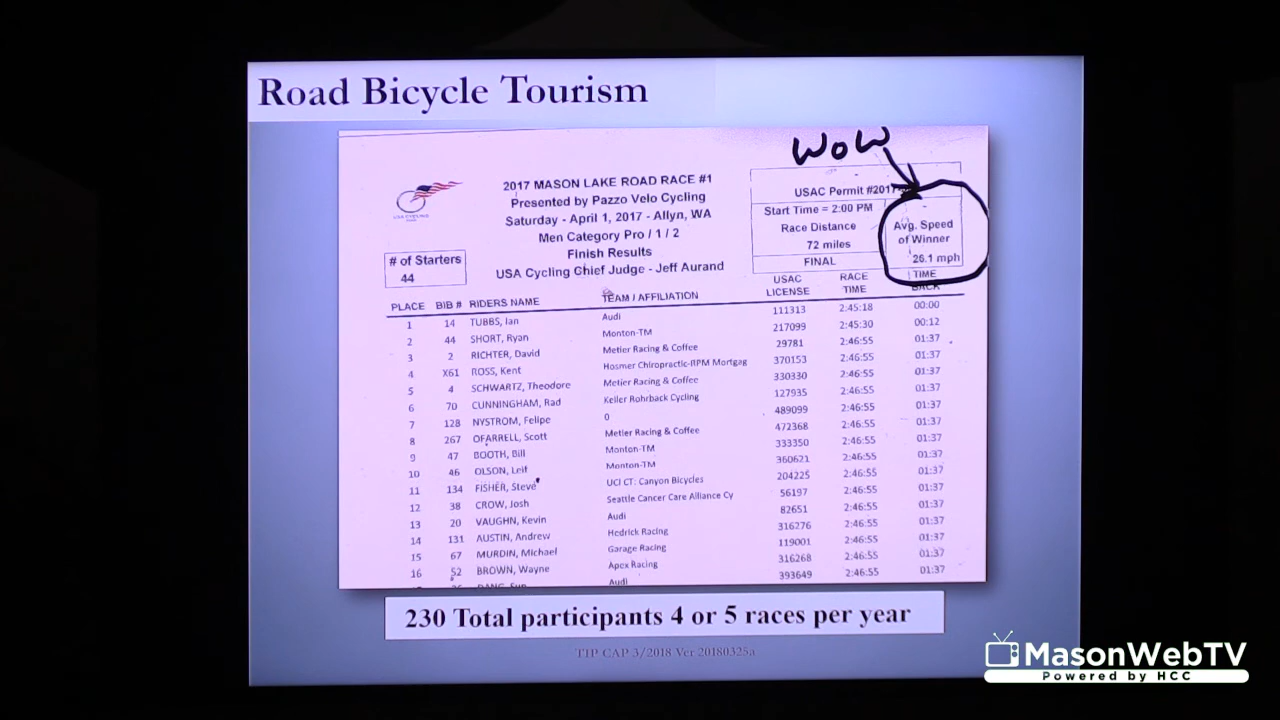 Road Bicycle Tourism
WOW
2017 MASON LAKE ROAD RACE #1
Presented by Pazzo Velo Cycling
Saturday - April 1, 2017 - Allyn, WA
Men Category Pro / 1 / 2
Finish Results
USA Cycling Chief Judge - Jeff Aurand
USA CYCLING
# of Starters
44
USAC Permit #2017
Start Time = 2:00 PM
Race Distance
72 miles
FINAL
Avg. Speed
of Winner
26.1 mph
PLACE BIB # RIDERS NAME TEAM / AFFILIATION USAC LICENSE RACE TIME TIME BACK
1 14 TUBBS, Ian Audi 111313 2:45:18 00:00
2 44 SHORT, Ryan Monton-TM 217099 2:45:30 00:12
3 2 RICHTER, David Metier Racing & Coffee 29781 2:46:55 01:37
4 X61 ROSS, Kent Hosmer Chiropractic-RPM Mortgag 370153 2:46:55 01:37
5 4 SCHWARTZ, Theodore Metier Racing & Coffee 330330 2:46:55 01:37
6 70 CUNNINGHAM, Rad Keller Rohrback Cycling 127935 2:46:55 01:37
7 128 NYSTROM, Felipe 0 489099 2:46:55 01:37
8 267 OFARRELL, Scott Metier Racing & Coffee 472368 2:46:55 01:37
9 47 BOOTH, Bill Monton-TM 333350 2:46:55 01:37
10 46 OLSON, Leif Monton-TM 360621 2:46:55 01:37
11 134 FISHER, Steve UCI CT: Canyon Bicycles 204225 2:46:55 01:37
12 38 CROW, Josh Seattle Cancer Care Alliance Cy 56197 2:46:55 01:37
13 20 VAUGHN, Kevin Audi 82651 2:46:55 01:37
14 131 AUSTIN, Andrew Hedrick Racing 316276 2:46:55 01:37
15 67 MURDIN, Michael Garage Racing 119001 2:46:55 01:37
16 52 BROWN, Wayne Apex Racing 316268 2:46:55 01:37
Audi 393649 2:46:55 01:37
230 Total participants 4 or 5 races per year
TIP CAP 3/2018 Ver 20180325a
MasonWebTV
Powered by HCC